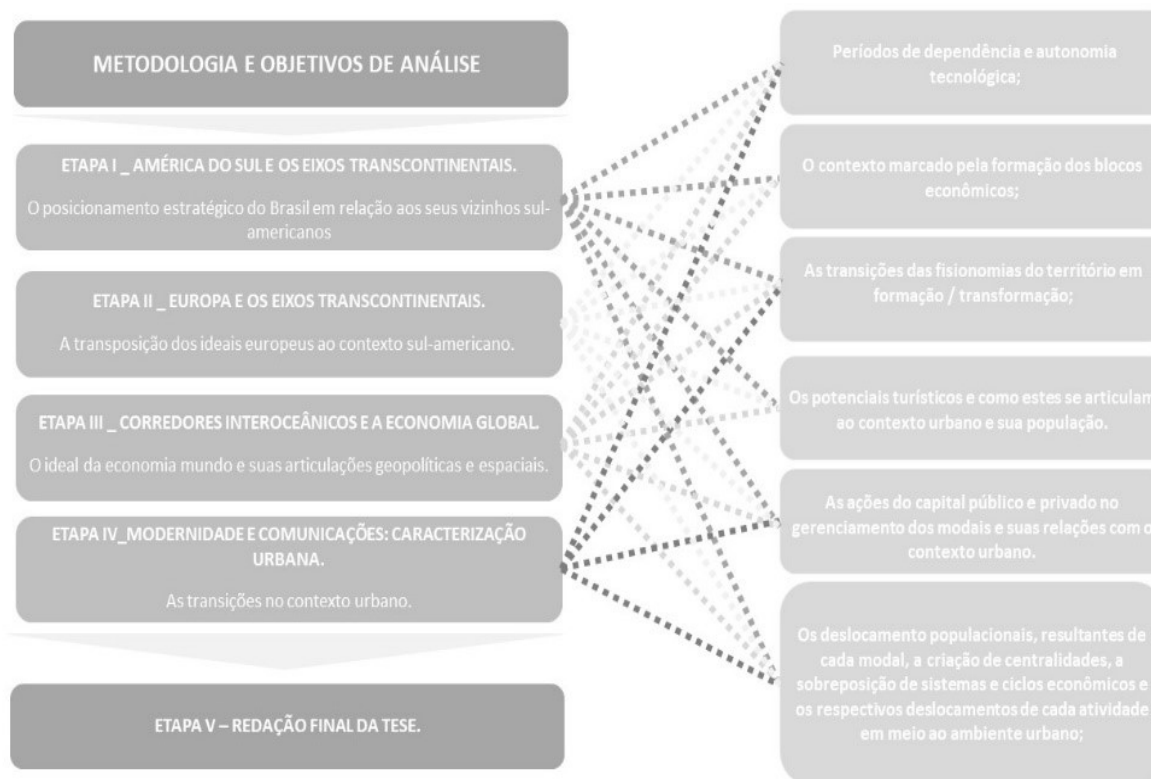 METODOLOGIA E OBJETIVOS DE ANÁLISE
ETAPA I _ AMÉRICA DO SUL E OS EIXOS TRANSCONTINENTAIS.
O posicionamento estratégico do Brasil em relação aos seus vizinhos sul-
americanos
ETAPA II _ EUROPA E OS EIXOS TRANSCONTINENTAIS.
A transposição dos ideais europeus ao contexto sul-americano.
ETAPA III _ CORREDORES INTEROCEÂNICOS E A ECONOMIA GLOBAL.
O ideal da economia mundo e suas articulações geopolíticas e espaciais.
ETAPA IV_MODERNIDADE E COMUNICAÇÕES: CARACTERIZAÇÃO
URBANA.
As transições no contexto urbano.
ETAPA V – REDAÇÃO FINAL DA TESE.
Períodos de dependência e autonomia
tecnológica;
O contexto marcado pela formação dos blocos
econômicos;
As transições das fisionomias do território em
formação / transformação;
Os potenciais turísticos e como estes se articulam
ao contexto urbano e sua população.
As ações do capital público e privado no
gerenciamento dos modais e suas relações com o
contexto urbano.
Os deslocamento populacional, resultantes de
cada modal, a criação de centralidades, a
sobreposição de sistemas e ciclos econômicos e
os respectivos deslocamentos de cada atividade
em meio ao ambiente urbano;